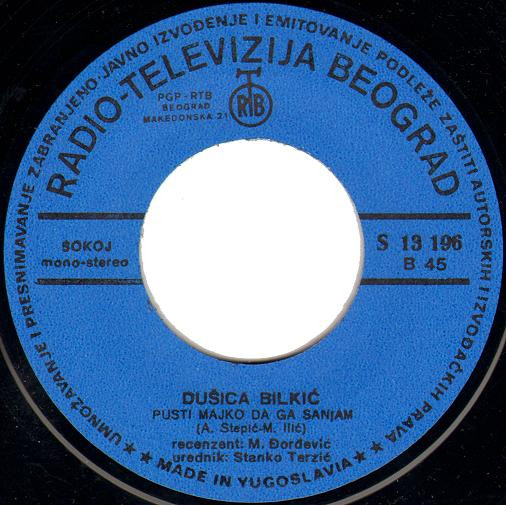 UMNOŽAVANJE I PRESNIMAVANJE ZABRANJENO·JAVNO IZVOĐENJE I EMITOVANJE PODLEŽE ZAŠTITI AUTORSKIH I IZVOĐAČKIH PRAVA
RADIO-TELEVIZIJA BEOGRAD
PGP-RTB
BEOGRAD
MAKEDONSKA 21
RTB
SOKOJ
mono-stereo
S 13 196
B 45
DUŠICA BILKIĆ
PUSTI MAJKO DA GA SANJAM
(A. Stepić-M. Ilić)
recenzent: M. Đorđević
urednik: Stanko Terzić
★ ★ MADE IN YUGOSLAVIA ★ ★